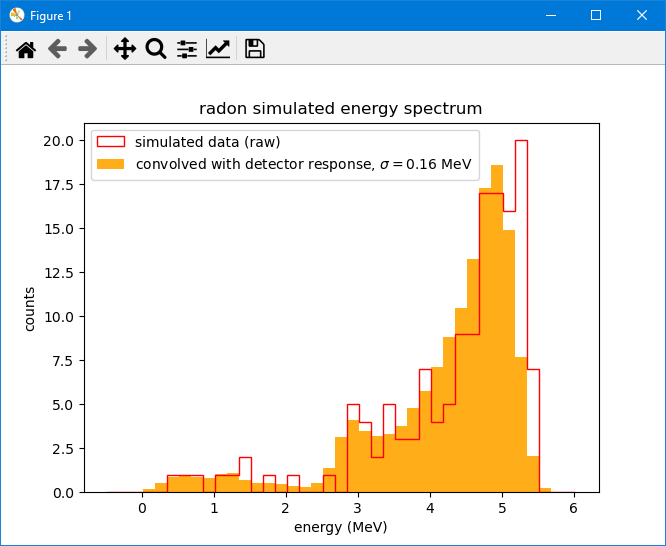 Figure 1
radon simulated energy spectrum
simulated data (raw)
convolved with detector response, σ = 0.16 MeV
counts
20.0
17.5
15.0
12.5
10.0
7.5
5.0
2.5
0.0
0 1 2 3 4 5 6
energy (MeV)